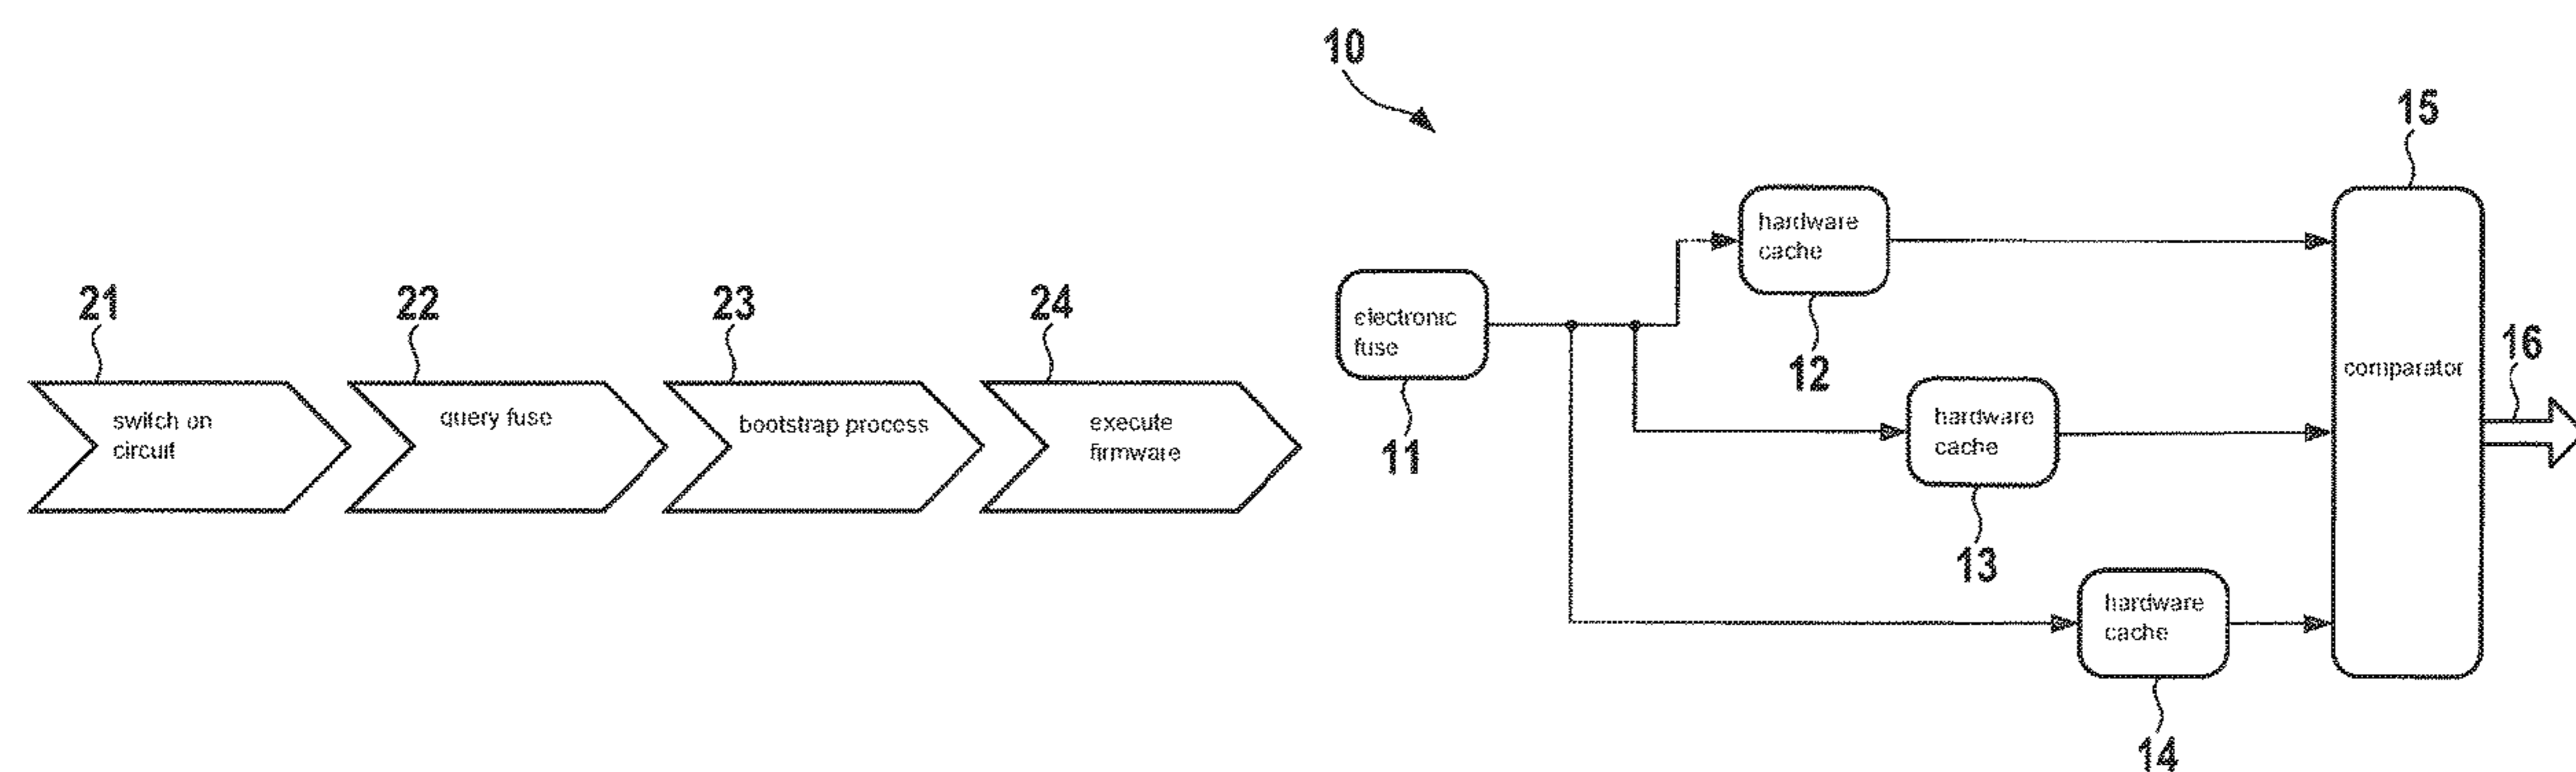 21
22
23
24
switch on
circuit
query fuse
bootstrap process
execute
firmware
10
15
hardware
cache
12
electronic
fuse
11
hardware
cache
13
hardware
cache
14
comparator
16